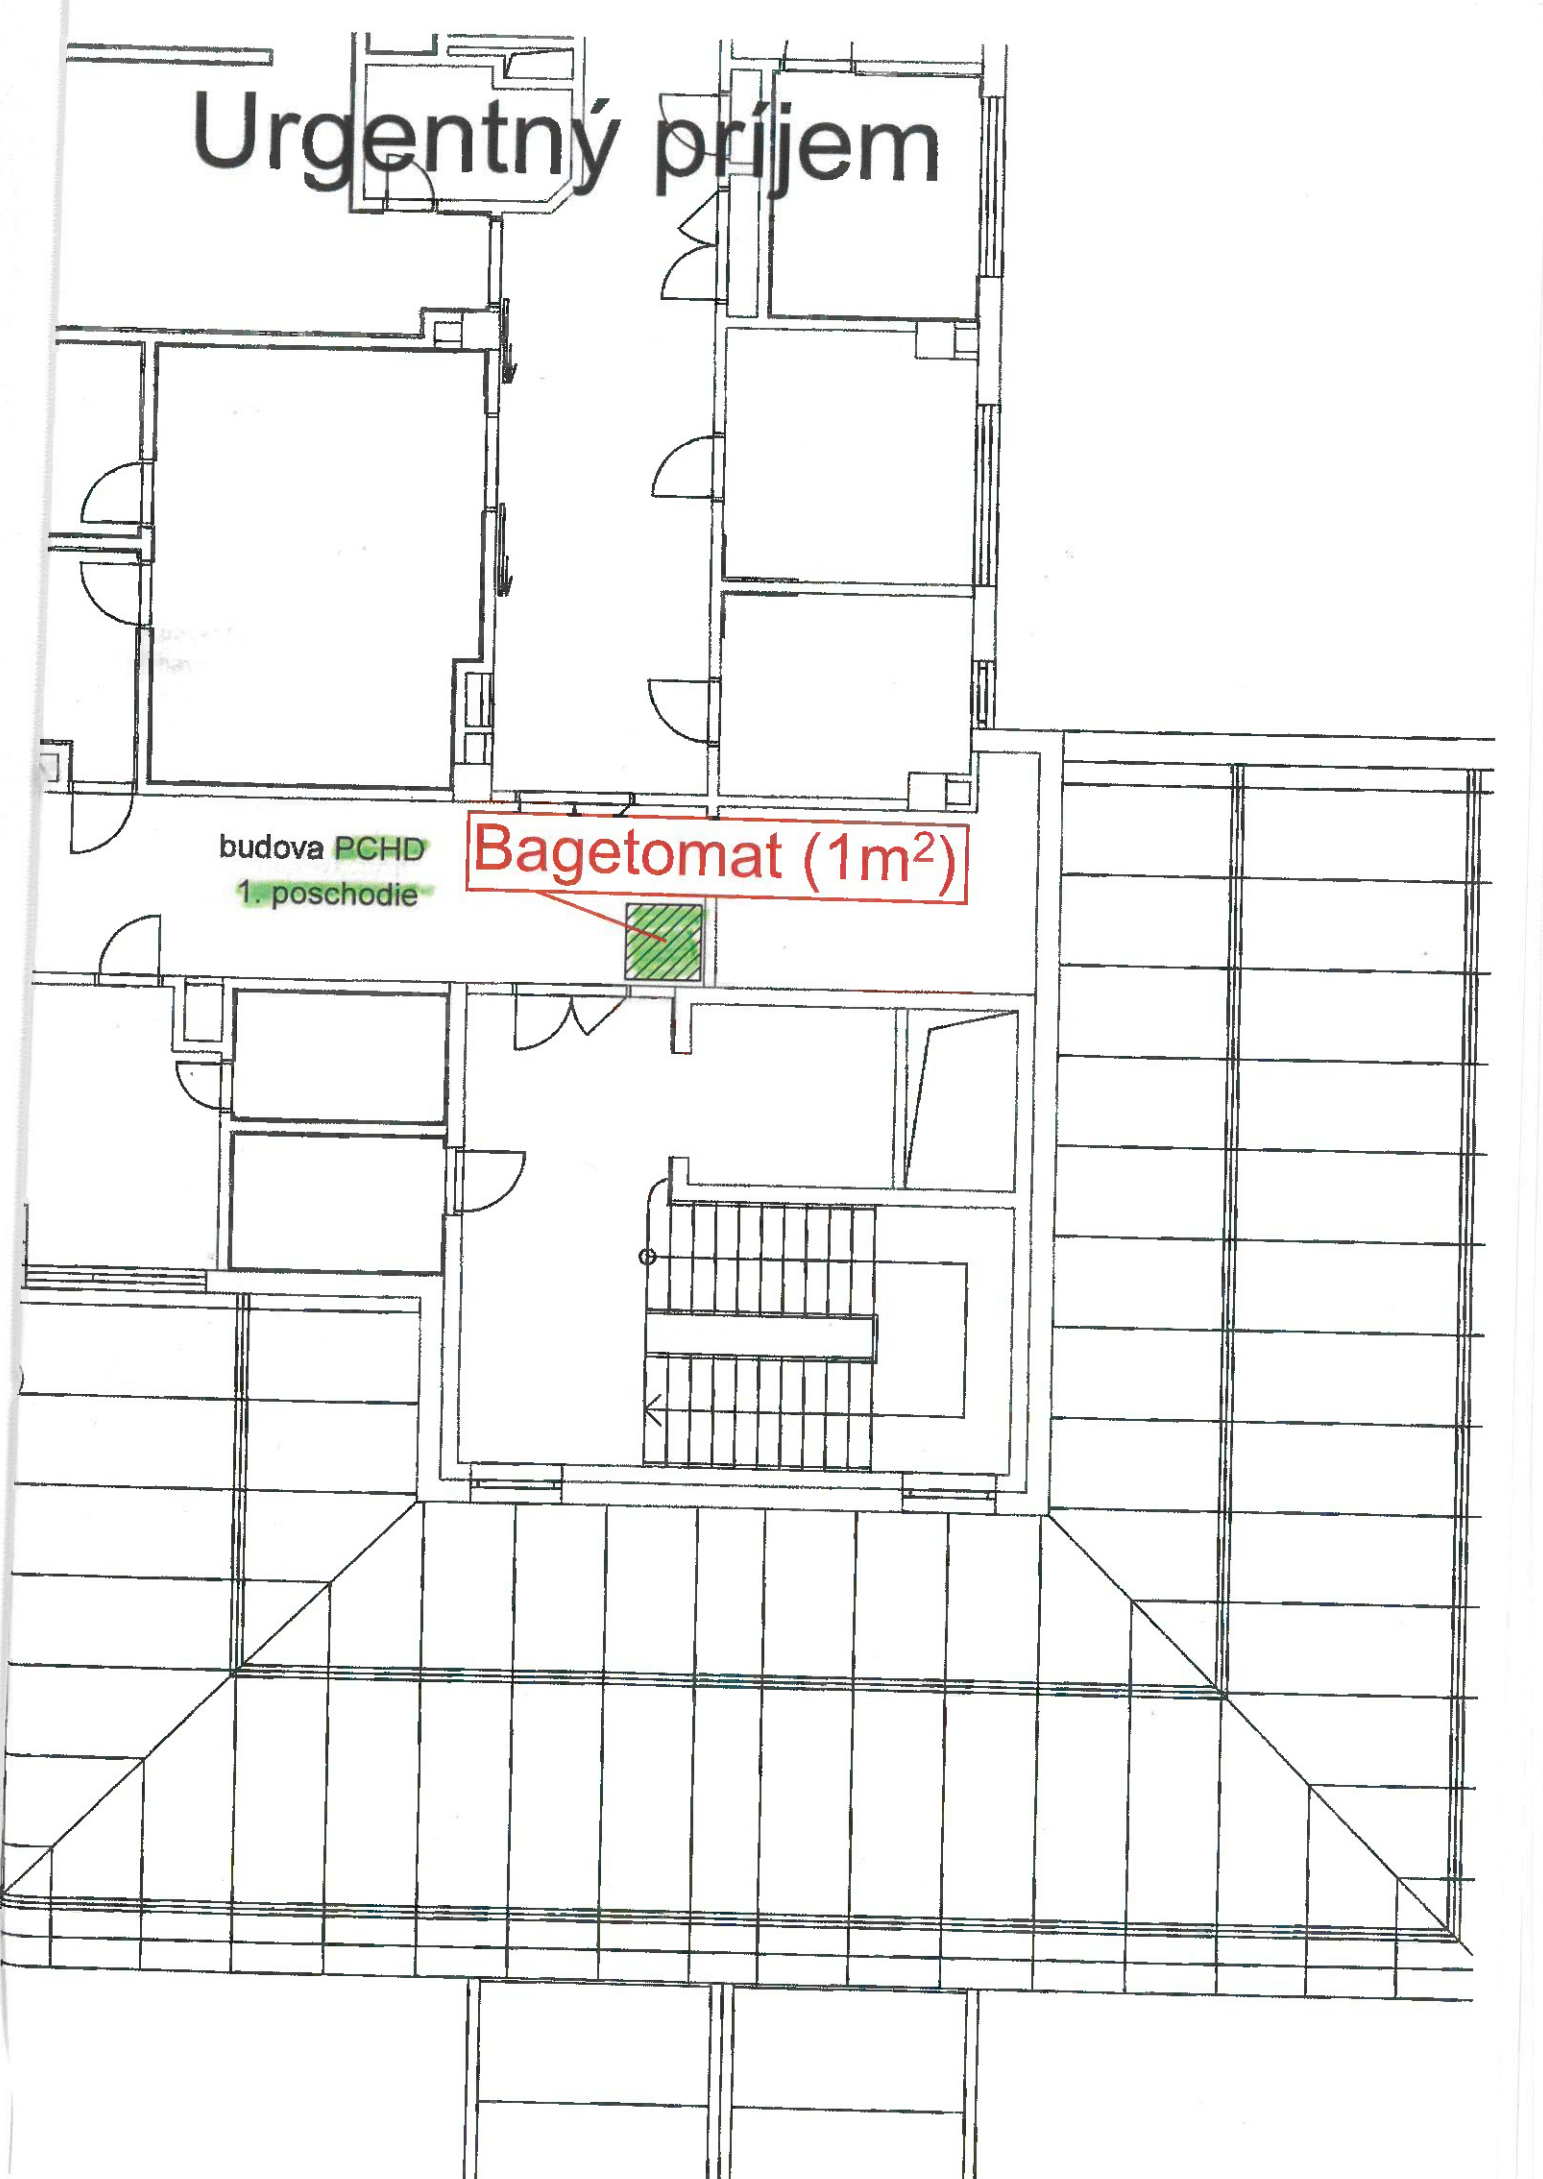 Urgentný príjem
budova PCHD
1. poschodie
Bagetomat (1m²)